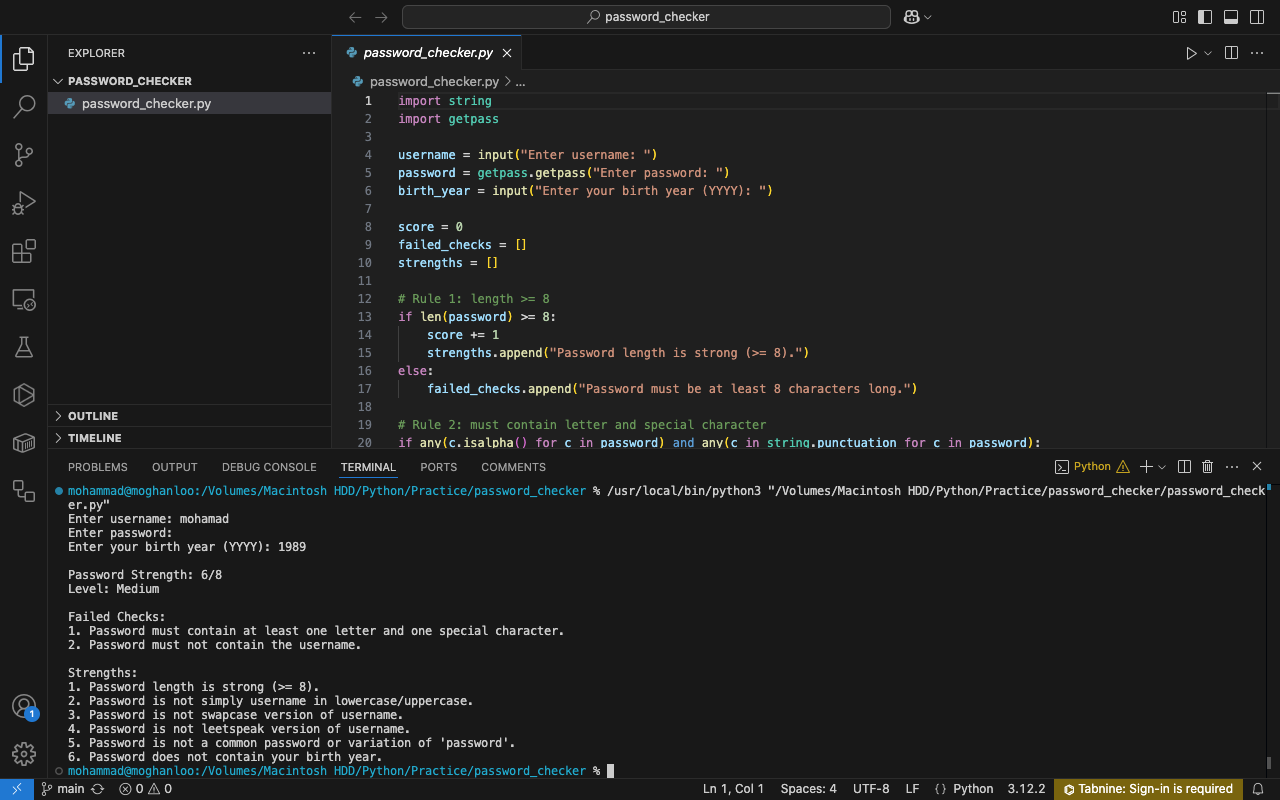 password_checker
EXPLORER
PASSWORD_CHECKER
password_checker.py
OUTLINE
TIMELINE
password_checker.py
password_checker.py > ...
1 import string
2 import getpass
3
4 username = input("Enter username: ")
5 password = getpass.getpass("Enter password: ")
6 birth_year = input("Enter your birth year (YYYY): ")
7
8 score = 0
9 failed_checks = []
10 strengths = []
11
12 # Rule 1: length >= 8
13 if len(password) >= 8:
14     score += 1
15     strengths.append("Password length is strong (>= 8).")
16 else:
17     failed_checks.append("Password must be at least 8 characters long.")
18
19 # Rule 2: must contain letter and special character
20 if any(c.isalpha() for c in password) and any(c in string.punctuation for c in password):
PROBLEMS OUTPUT DEBUG CONSOLE TERMINAL PORTS COMMENTS Python
mohammad@moghanloo:/Volumes/Macintosh HDD/Python/Practice/password_checker % /usr/local/bin/python3 "/Volumes/Macintosh HDD/Python/Practice/password_checker/password_check
er.py"
Enter username: mohamad
Enter password:
Enter your birth year (YYYY): 1989
Password Strength: 6/8
Level: Medium
Failed Checks:
1. Password must contain at least one letter and one special character.
2. Password must not contain the username.
Strengths:
1. Password length is strong (>= 8).
2. Password is not simply username in lowercase/uppercase.
3. Password is not swapcase version of username.
4. Password is not leetspeak version of username.
5. Password is not a common password or variation of 'password'.
6. Password does not contain your birth year.
mohammad@moghanloo:/Volumes/Macintosh HDD/Python/Practice/password_checker %
1
main 0 0 Ln 1, Col 1 Spaces: 4 UTF-8 LF {} Python 3.12.2 Tabnine: Sign-in is required